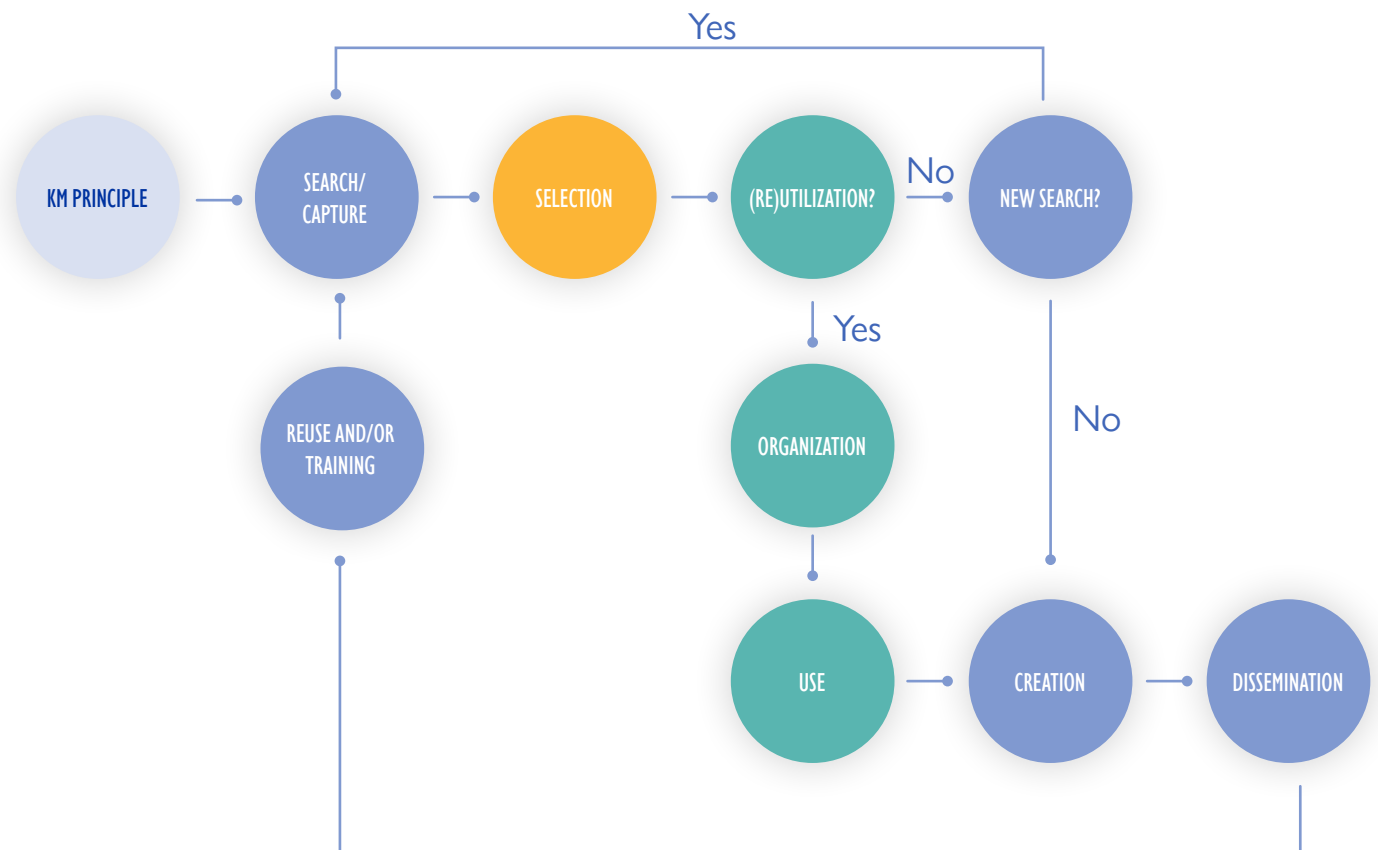 Yes
KM PRINCIPLE
SEARCH/
CAPTURE
SELECTION
(RE)UTILIZATION?
No
NEW SEARCH?
Yes
No
REUSE AND/OR
TRAINING
ORGANIZATION
USE
CREATION
DISSEMINATION